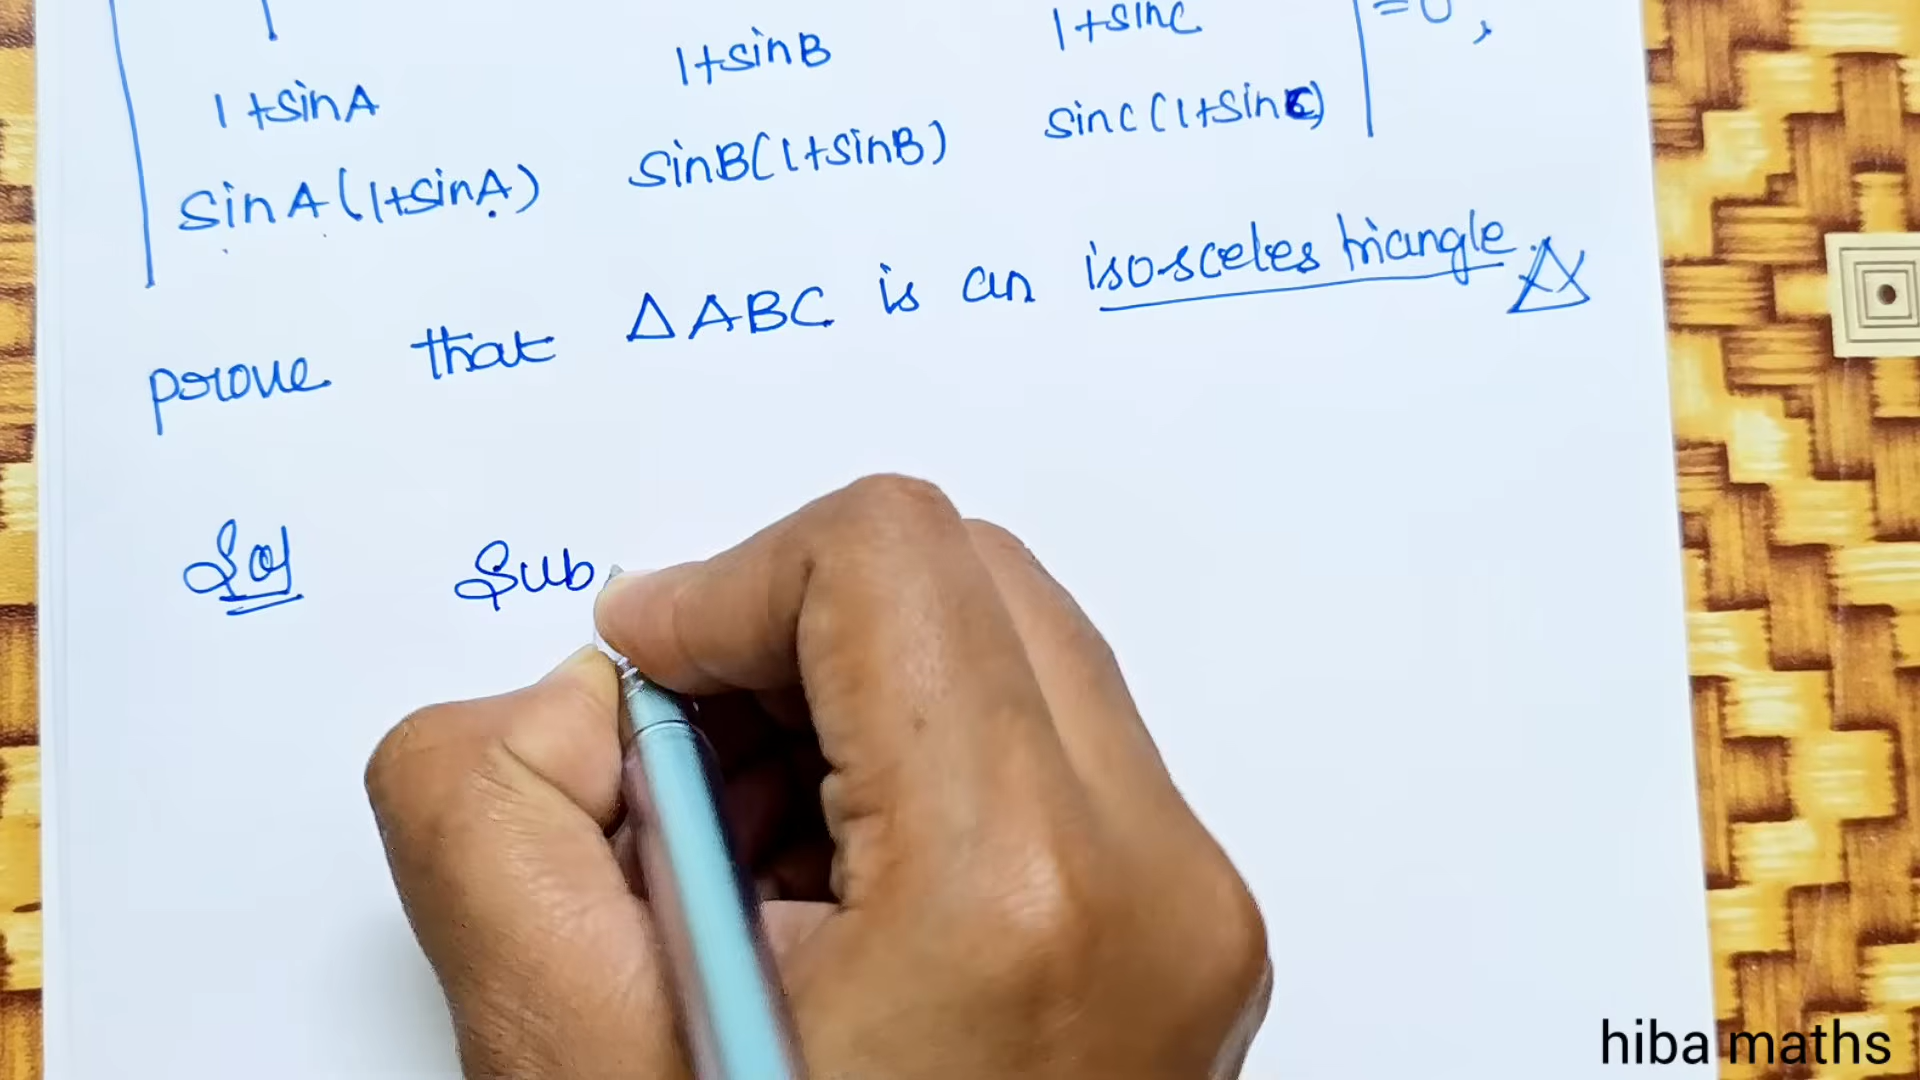 1
1+sinA 1+sinB 1+sinC =0,
sinA(1+sinA) sinB(1+sinB) sinC(1+sinC)
prove that ΔABC is an isosceles triangle.
Sol Sub
hiba maths